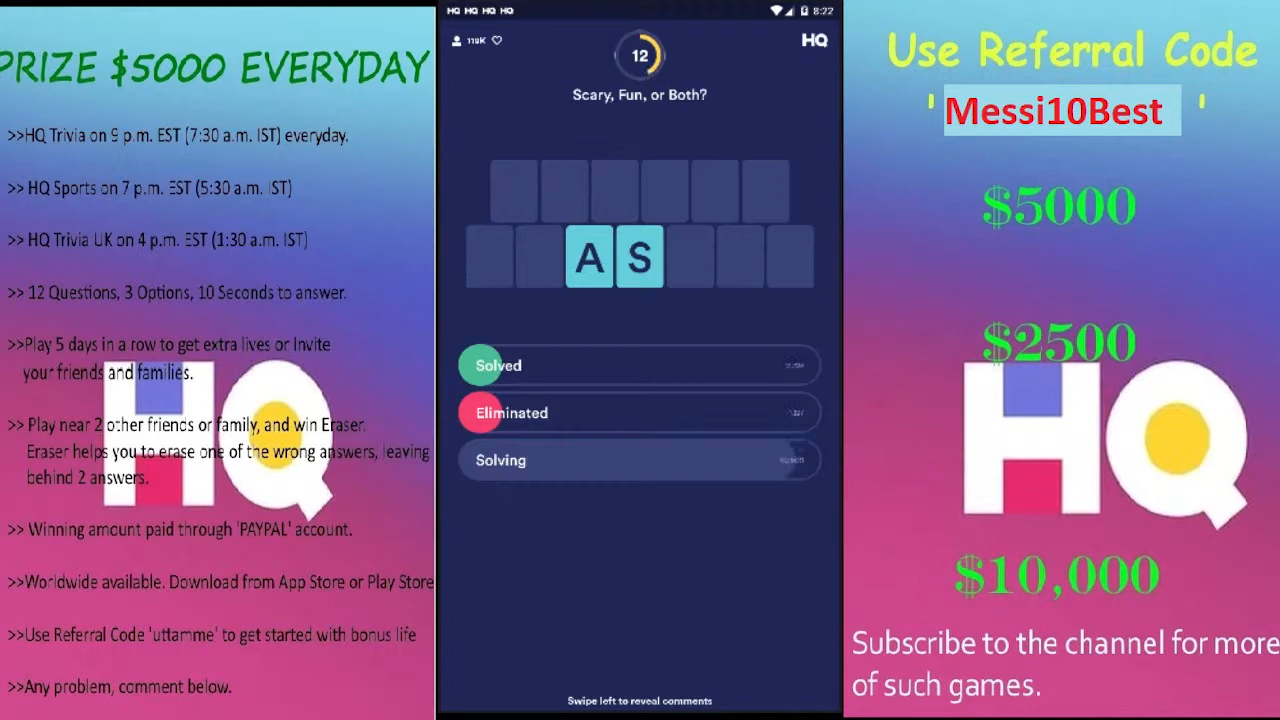 PRIZE $5000 EVERYDAY
>>HQ Trivia on 9 p.m. EST (7:30 a.m. IST) everyday.
>> HQ Sports on 7 p.m. EST (5:30 a.m. IST)
>> HQ Trivia UK on 4 p.m. EST (1:30 a.m. IST)
>> 12 Questions, 3 Options, 10 Seconds to answer.
>>Play 5 days in a row to get extra lives or Invite
your friends and families.
>> Play near 2 other friends or family, and win Eraser.
Eraser helps you to erase one of the wrong answers, leaving
behind 2 answers.
>> Winning amount paid through 'PAYPAL' account.
>>Worldwide available. Download from App Store or Play Store
>>Use Referral Code 'uttamme' to get started with bonus life
>>Any problem, comment below.
HQ
HQ HQ HQ HQ 8:22
119K 12 HQ
Scary, Fun, or Both?
A S
Solved
Eliminated
Solving
Swipe left to reveal comments
Use Referral Code
' Messi10Best '
$5000
$2500
HQ
$10,000
Subscribe to the channel for more
of such games.